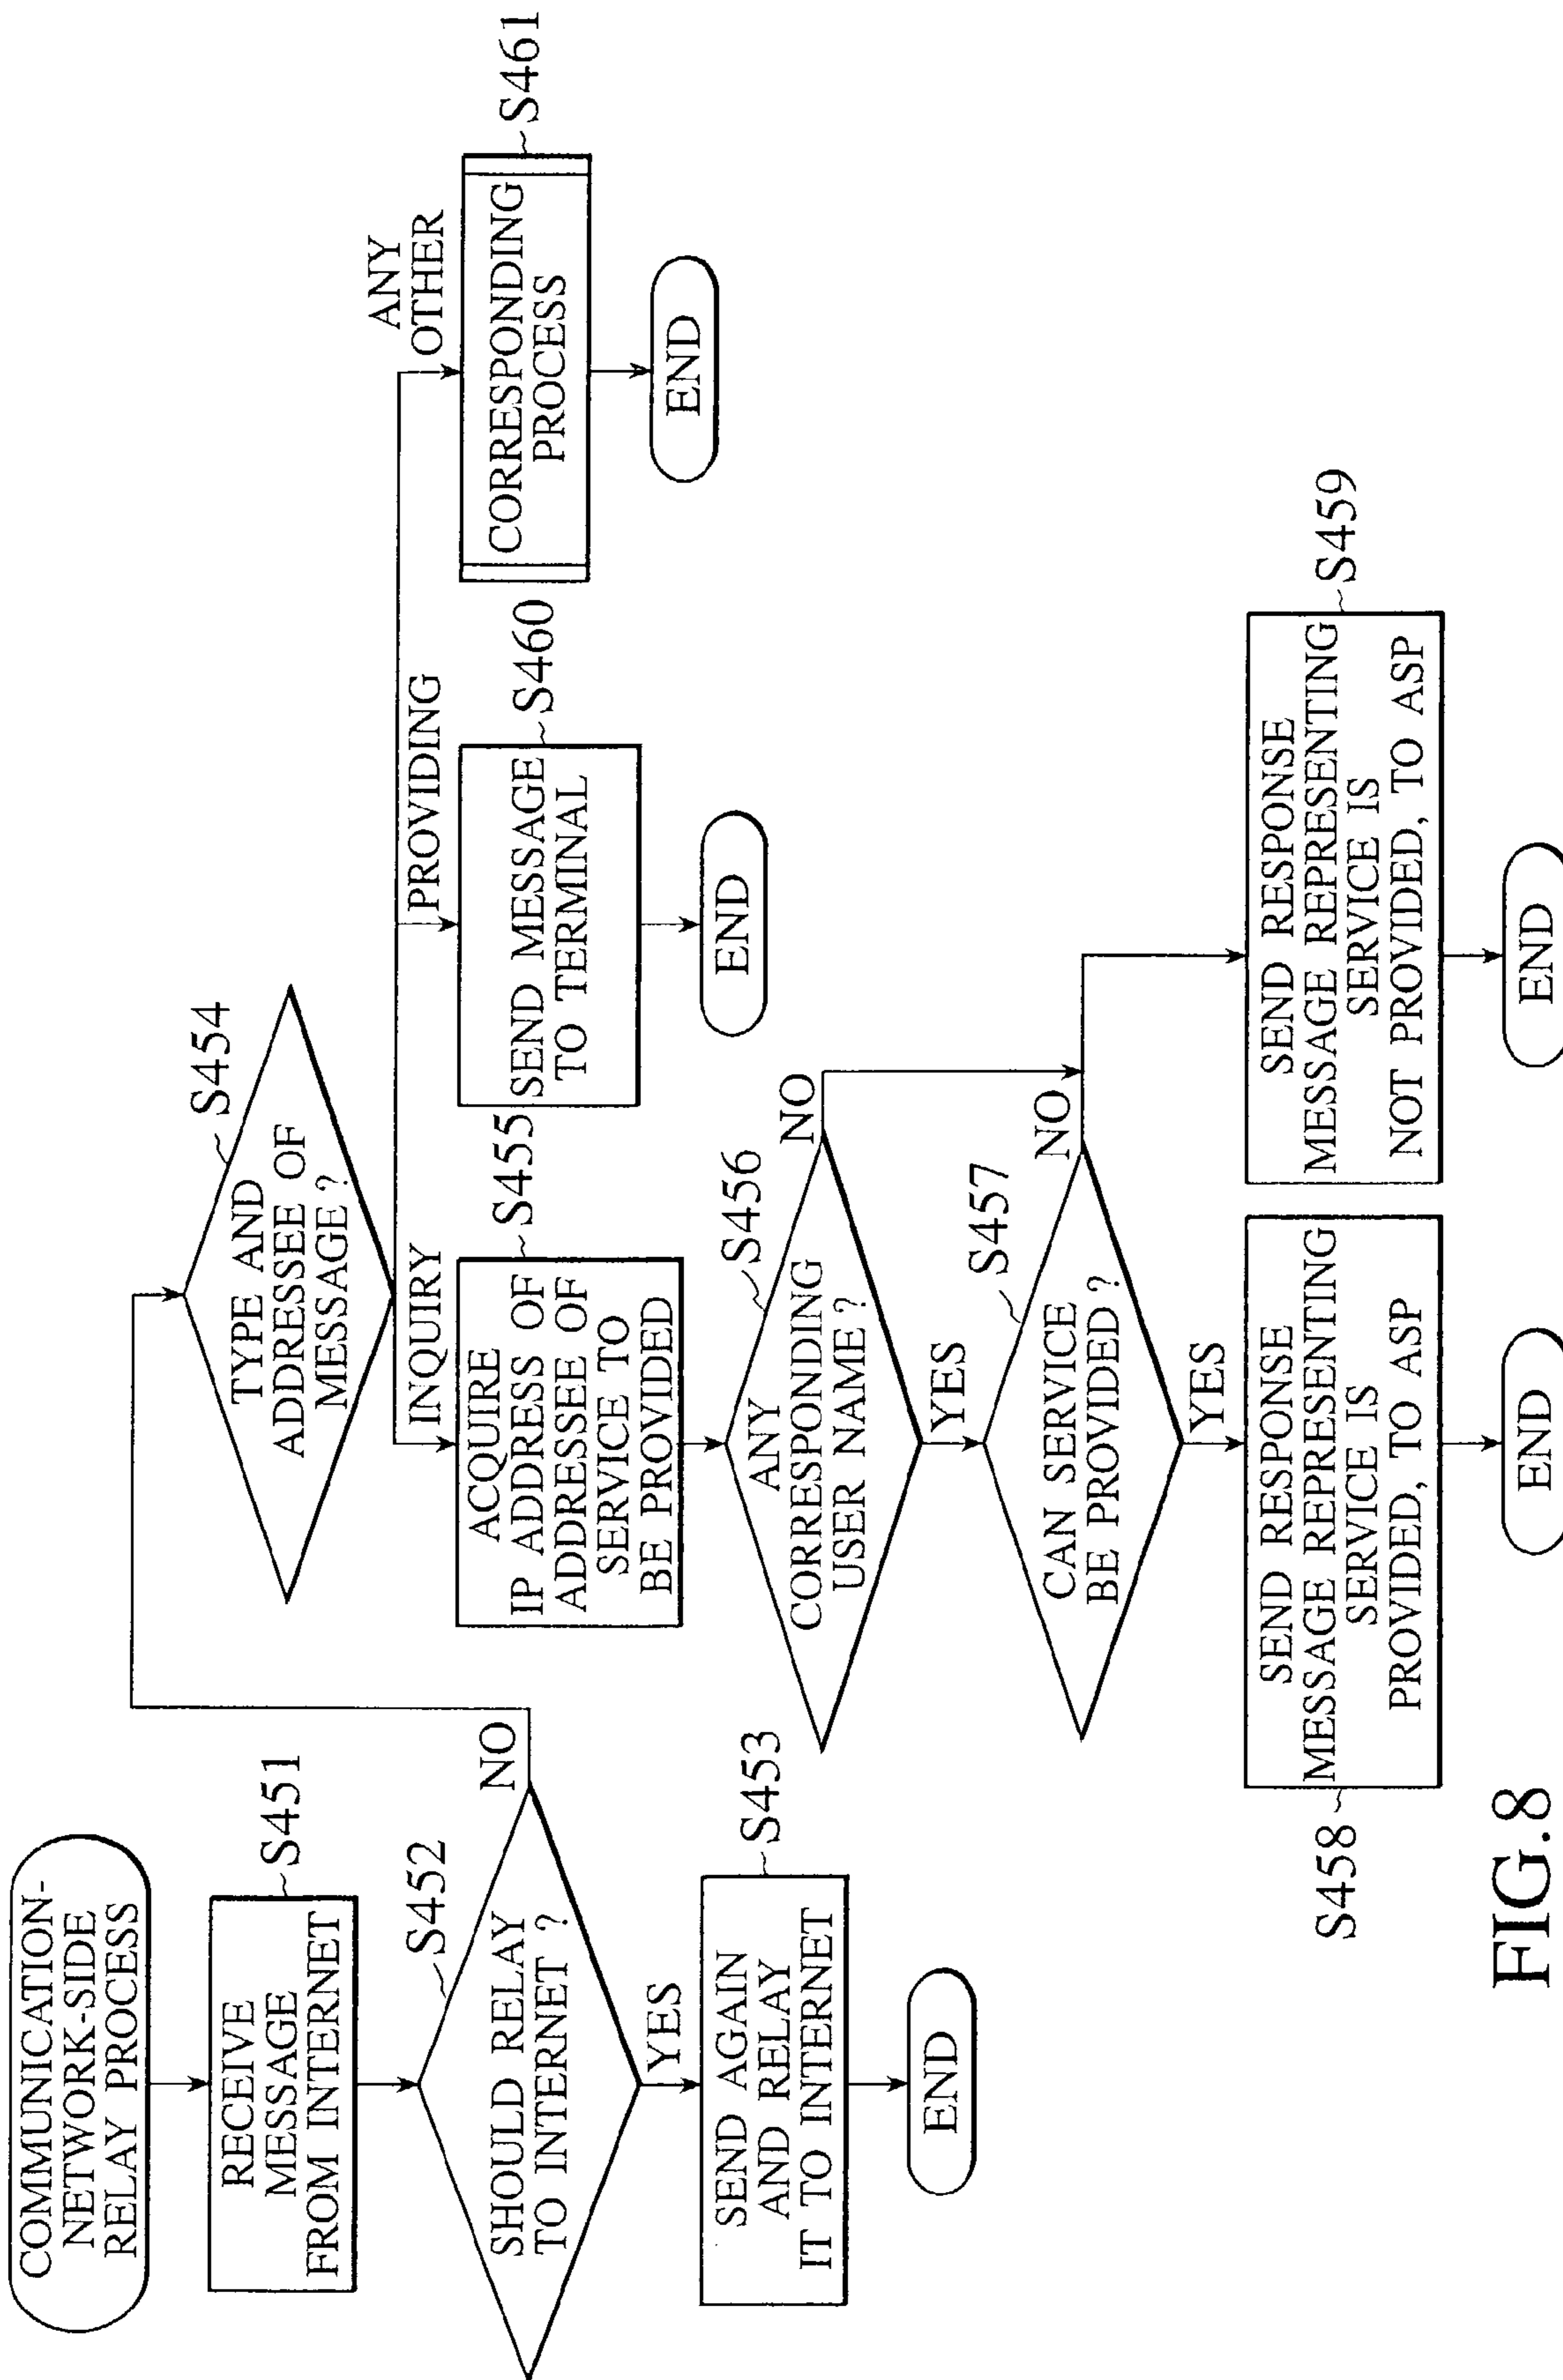 COMMUNICATION-
NETWORK-SIDE
RELAY PROCESS
RECEIVE
MESSAGE
FROM INTERNET
S451
SHOULD RELAY
TO INTERNET ?
S452
NO
YES
SEND AGAIN
AND RELAY
IT TO INTERNET
S453
END
TYPE AND
ADDRESSEE OF
MESSAGE ?
S454
INQUIRY
PROVIDING
ANY
OTHER
ACQUIRE
IP ADDRESS OF
ADDRESSEE OF
SERVICE TO
BE PROVIDED
S455
SEND MESSAGE
TO TERMINAL
S460
END
CORRESPONDING
PROCESS
S461
END
ANY
CORRESPONDING
USER NAME ?
S456
NO
YES
CAN SERVICE
BE PROVIDED ?
S457
NO
YES
SEND RESPONSE
MESSAGE REPRESENTING
SERVICE IS
PROVIDED, TO ASP
S458
END
SEND RESPONSE
MESSAGE REPRESENTING
SERVICE IS
NOT PROVIDED, TO ASP
S459
END
FIG.8